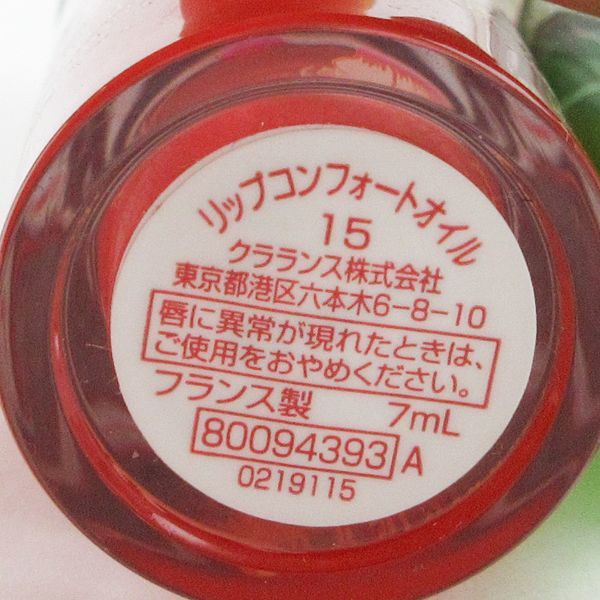 リップコンフォートオイル
15
クラランス株式会社
東京都港区六本木6-8-10
唇に異常が現れたときは、
ご使用をおやめください。
フランス製 7mL
80094393 A
0219115